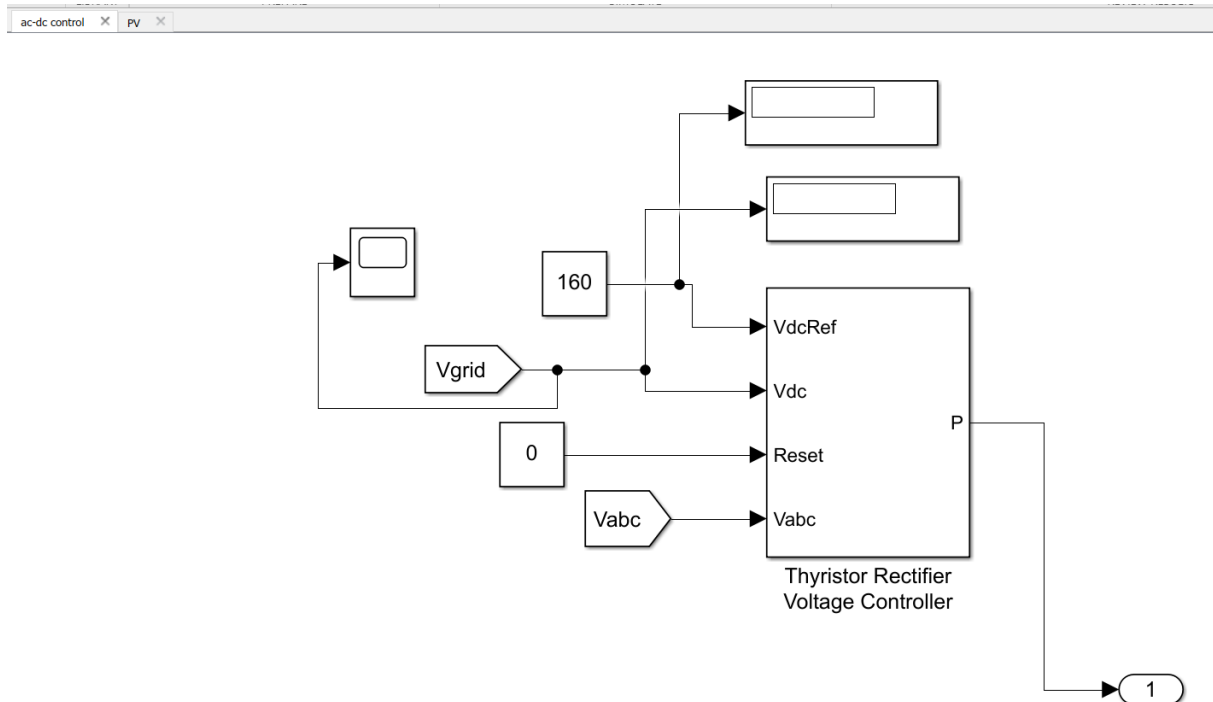 ac-dc control
PV
160
VdcRef
Vgrid
Vdc
P
0
Reset
Vabc
Vabc
Thyristor Rectifier
Voltage Controller
1